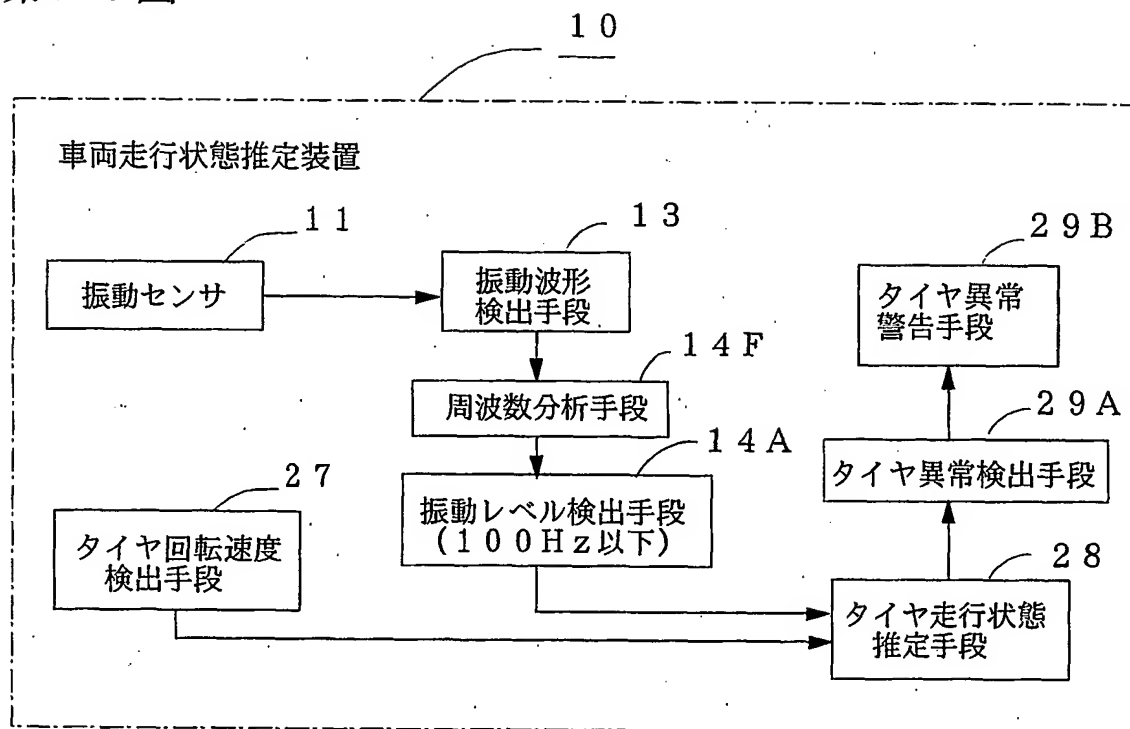 １０
車両走行状態推定装置
１１
振動センサ
１３
振動波形
検出手段
１４Ｆ
周波数分析手段
１４Ａ
振動レベル検出手段
(１００Ｈｚ以下)
２７
タイヤ回転速度
検出手段
２９Ｂ
タイヤ異常
警告手段
２９Ａ
タイヤ異常検出手段
２８
タイヤ走行状態
推定手段